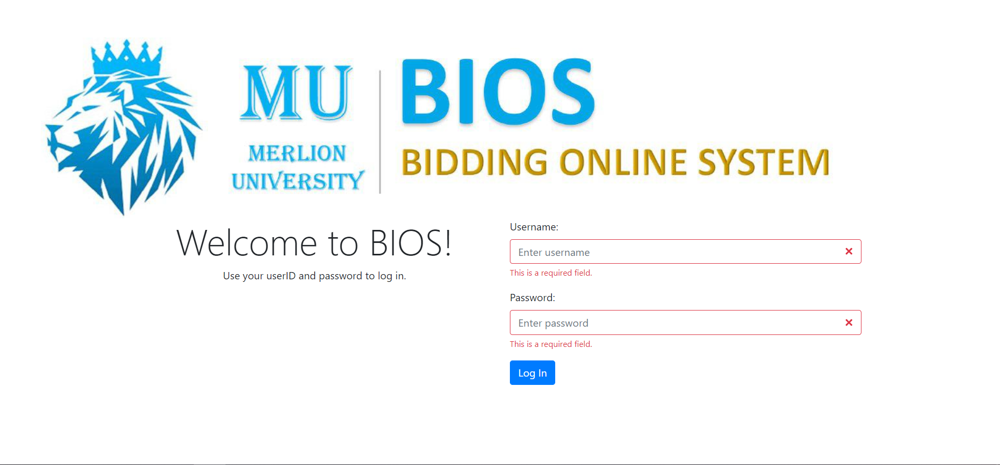 MU
MERLION
UNIVERSITY
BIOS
BIDDING ONLINE SYSTEM
Welcome to BIOS!
Use your userID and password to log in.
Username:
Enter username
This is a required field.
Password:
Enter password
This is a required field.
Log In